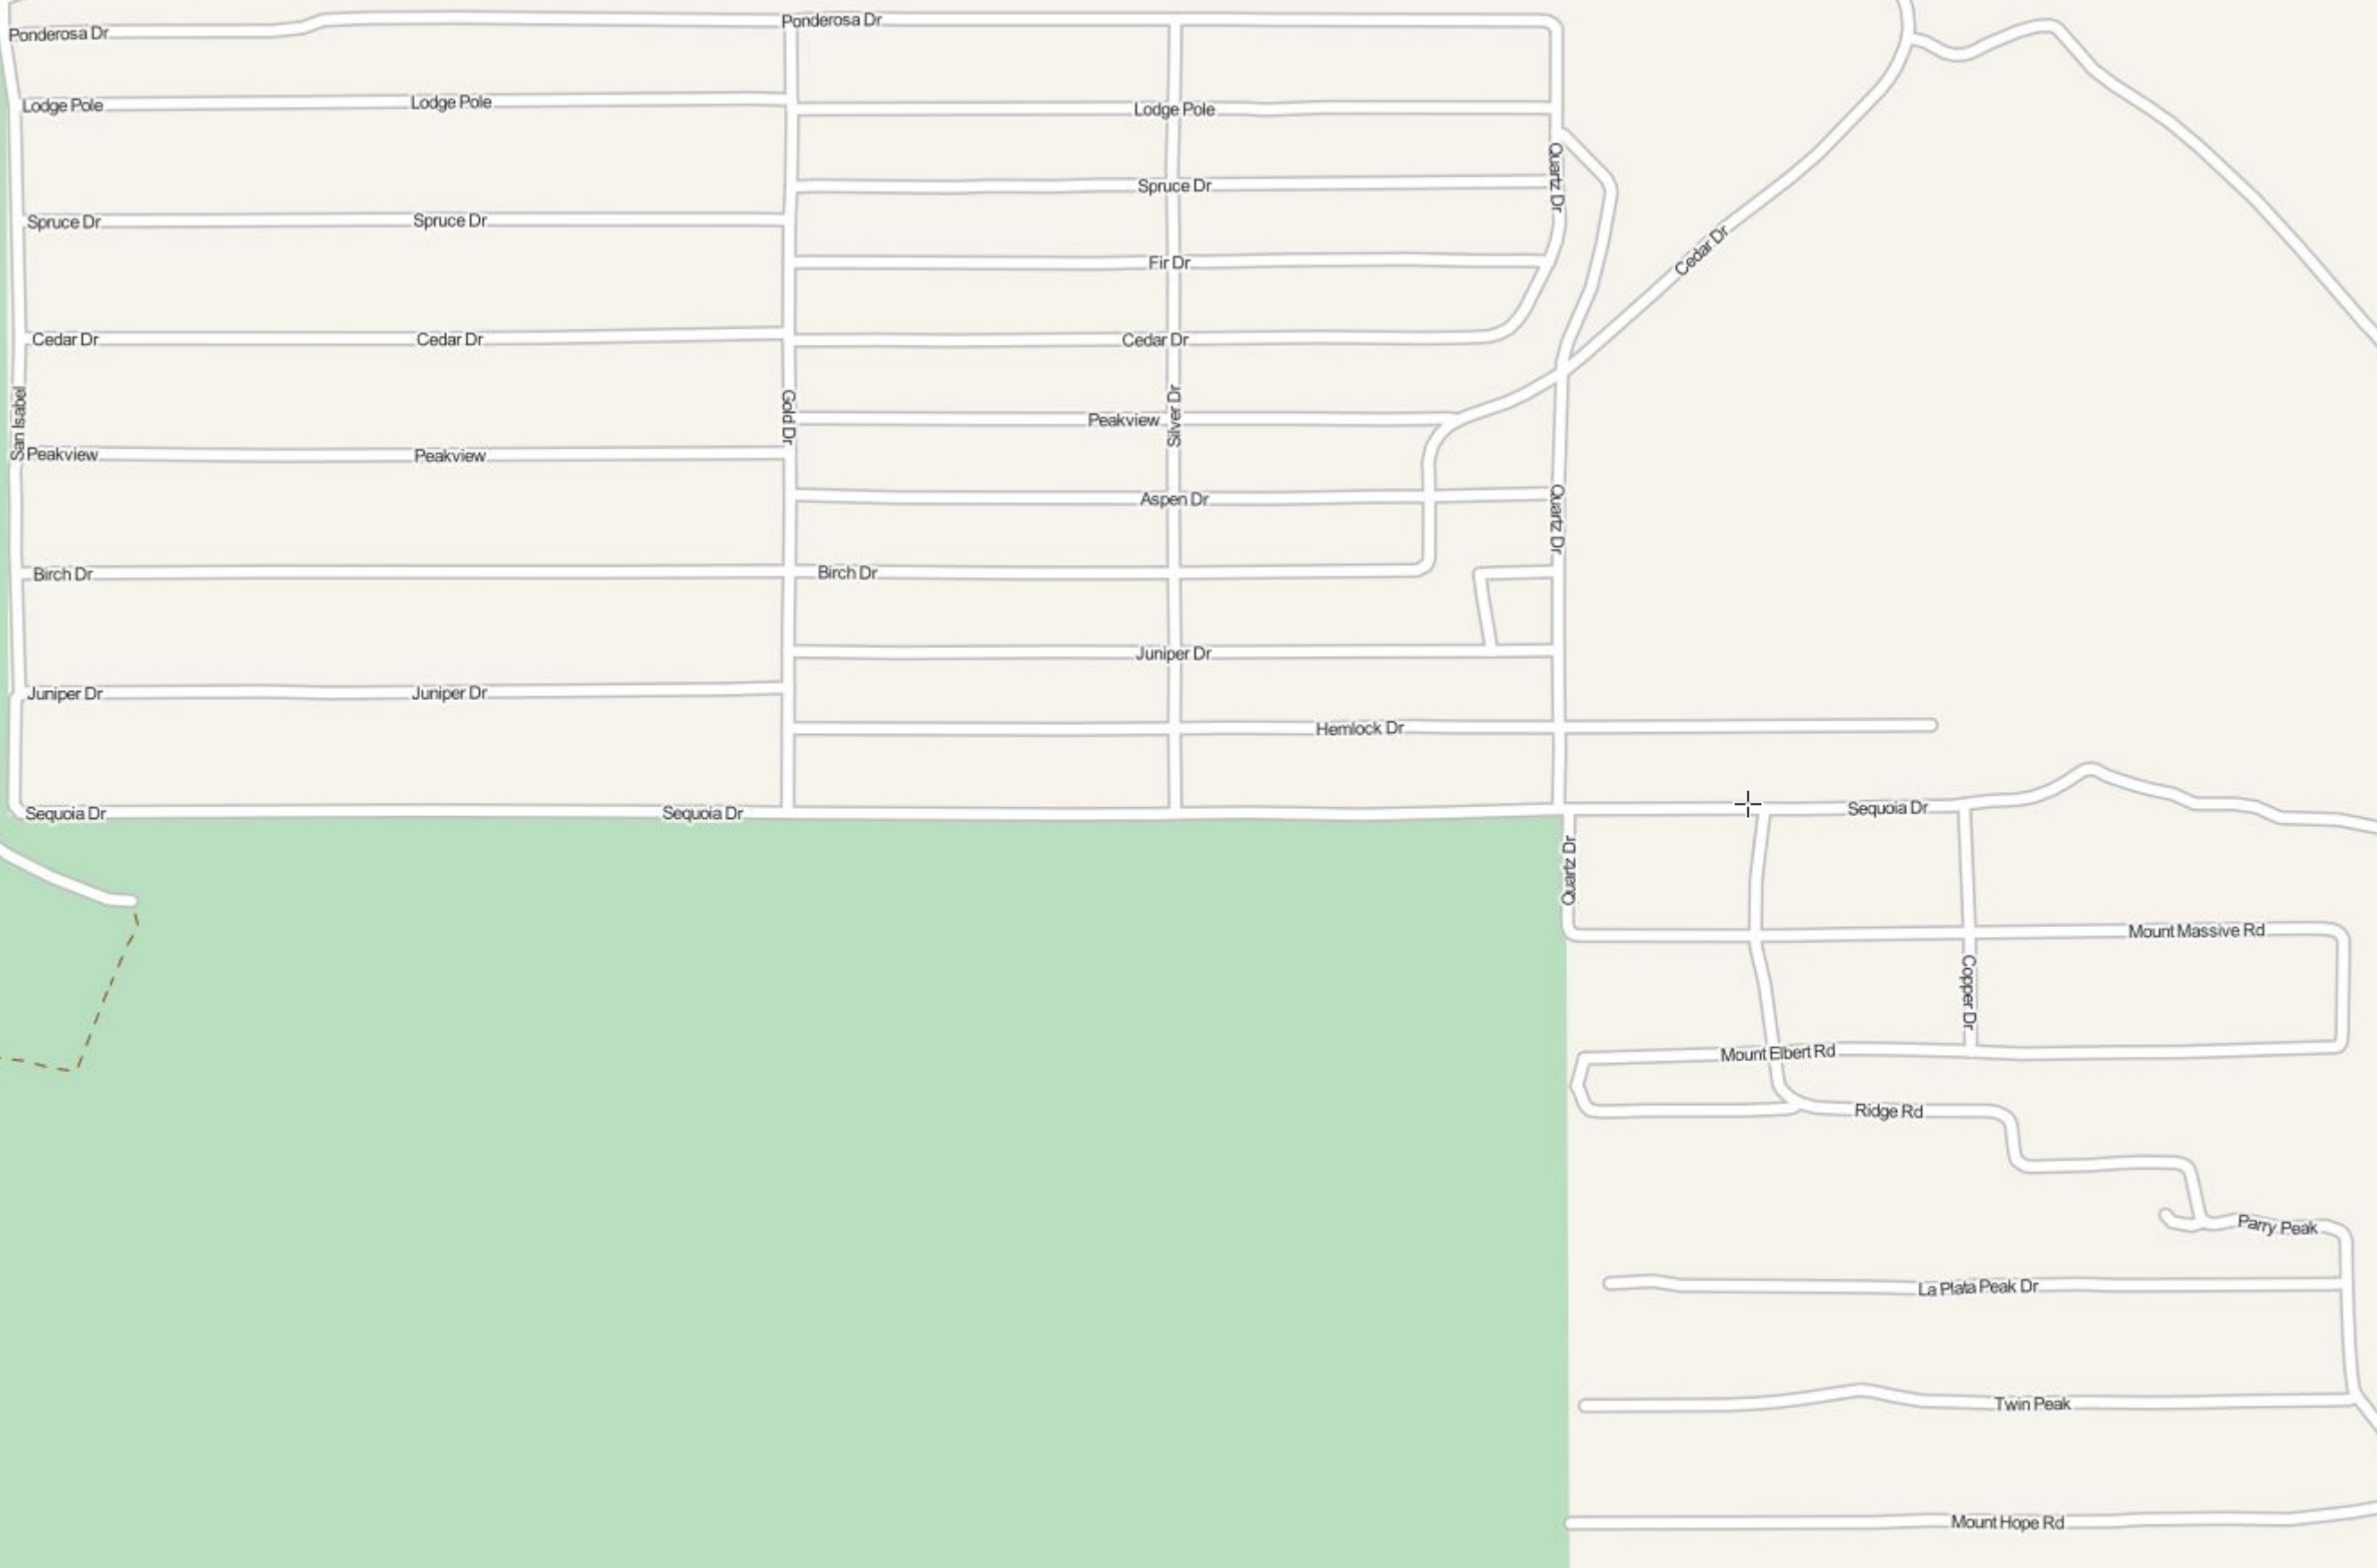 Ponderosa Dr
Ponderosa Dr
Lodge Pole
Lodge Pole
Lodge Pole
Quartz Dr
Spruce Dr
Spruce Dr
Spruce Dr
Cedar Dr
Fir Dr
Cedar Dr
Cedar Dr
Cedar Dr
San Isabel
Gold Dr
Silver Dr
Peakview
Peakview
Peakview
Aspen Dr
Quartz Dr
Birch Dr
Birch Dr
Juniper Dr
Juniper Dr
Juniper Dr
Hemlock Dr
Sequoia Dr
Sequoia Dr
Sequoia Dr
Quartz Dr
Mount Massive Rd
Copper Dr
Mount Elbert Rd
Ridge Rd
Parry Peak
La Plata Peak Dr
Twin Peak
Mount Hope Rd